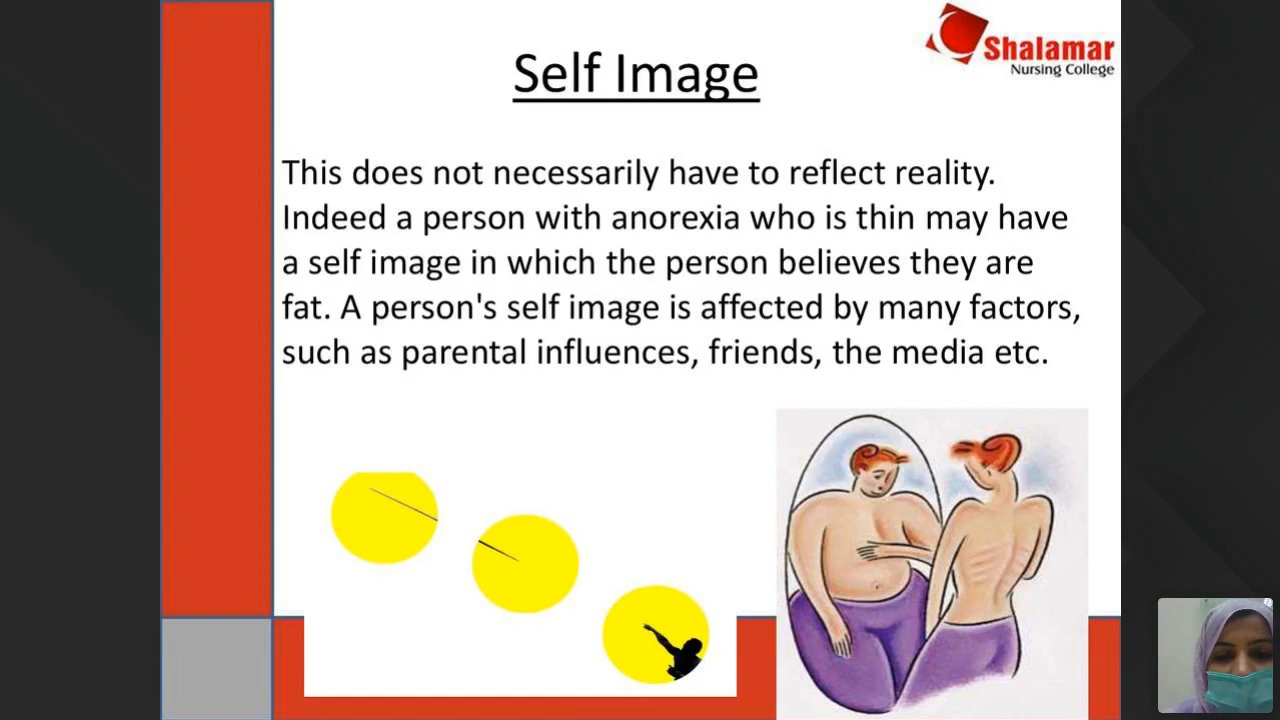 Shalamar
Nursing College
Self Image
This does not necessarily have to reflect reality.
Indeed a person with anorexia who is thin may have
a self image in which the person believes they are
fat. A person's self image is affected by many factors,
such as parental influences, friends, the media etc.